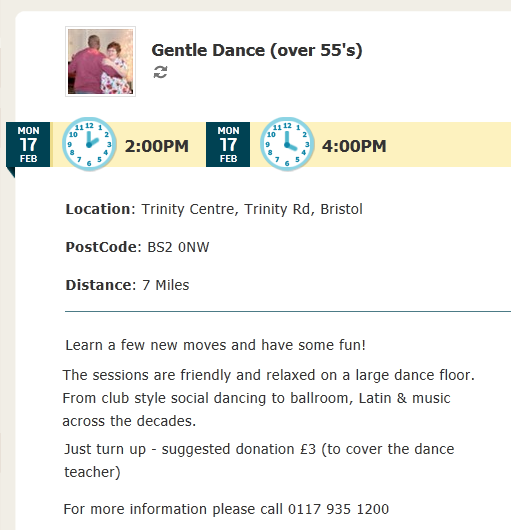 Gentle Dance (over 55's)
MON
17
FEB
2:00PM
MON
17
FEB
4:00PM
Location: Trinity Centre, Trinity Rd, Bristol
PostCode: BS2 0NW
Distance: 7 Miles
Learn a few new moves and have some fun!
The sessions are friendly and relaxed on a large dance floor.
From club style social dancing to ballroom, Latin & music
across the decades.
Just turn up - suggested donation £3 (to cover the dance
teacher)
For more information please call 0117 935 1200